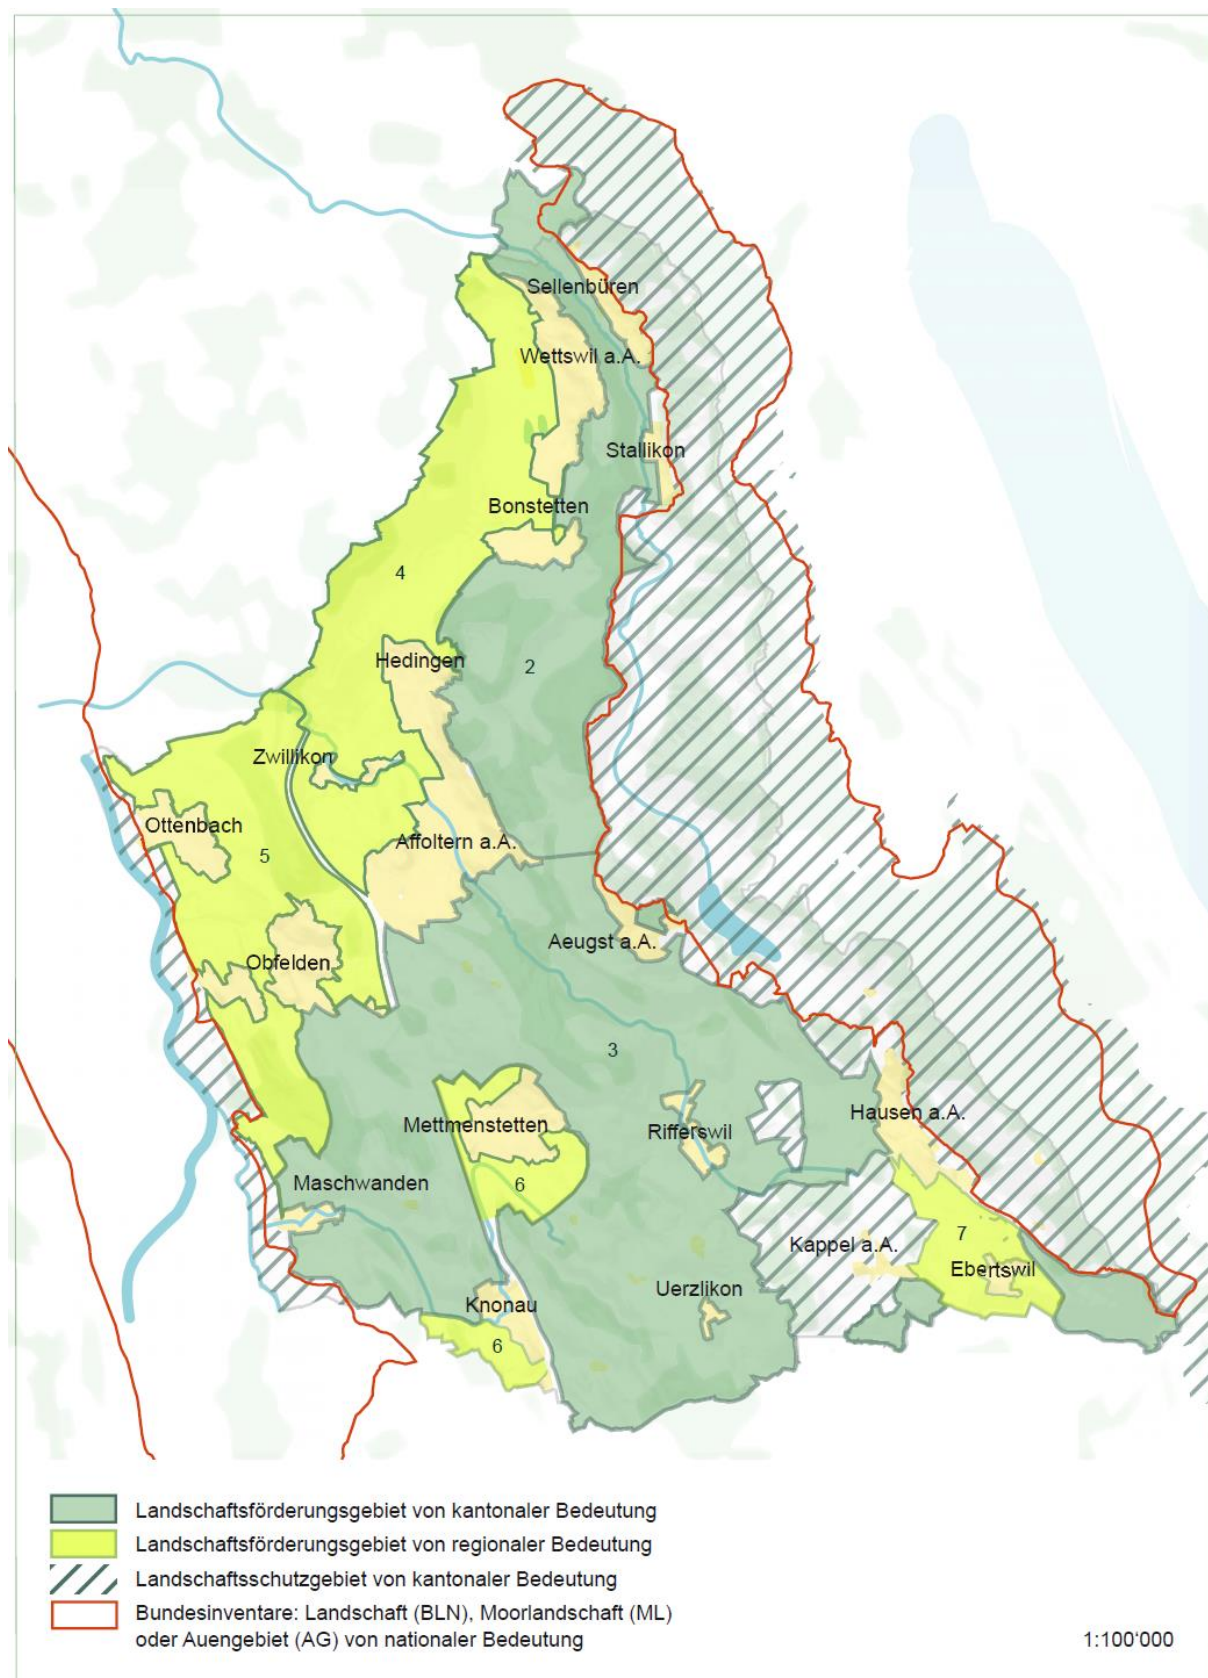 Sellenbüren
Wettswil a.A.
Stallikon
Bonstetten
4
Hedingen
2
Zwillikon
Ottenbach
Affoltern a.A.
5
Aeugst a.A.
Obfelden
3
Mettmenstetten
Hausen a.A.
Rifferswil
Maschwanden
6
7
Kappel a.A.
Ebertswil
Uerzlikon
Knonau
6
Landschaftsförderungsgebiet von kantonaler Bedeutung
Landschaftsförderungsgebiet von regionaler Bedeutung
Landschaftsschutzgebiet von kantonaler Bedeutung
Bundesinventare: Landschaft (BLN), Moorlandschaft (ML)
oder Auengebiet (AG) von nationaler Bedeutung
1:100'000